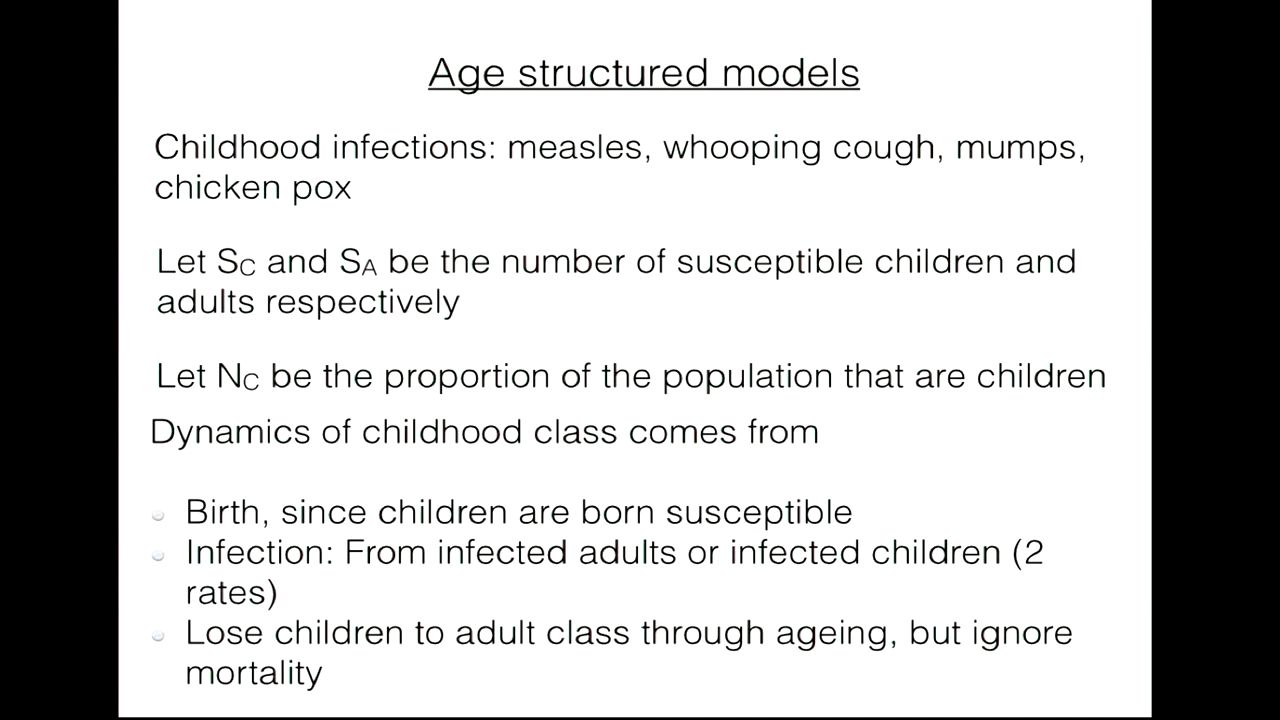 Age structured models
Childhood infections: measles, whooping cough, mumps,
chicken pox
Let SC and SA be the number of susceptible children and
adults respectively
Let NC be the proportion of the population that are children
Dynamics of childhood class comes from
Birth, since children are born susceptible
Infection: From infected adults or infected children (2
rates)
Lose children to adult class through ageing, but ignore
mortality